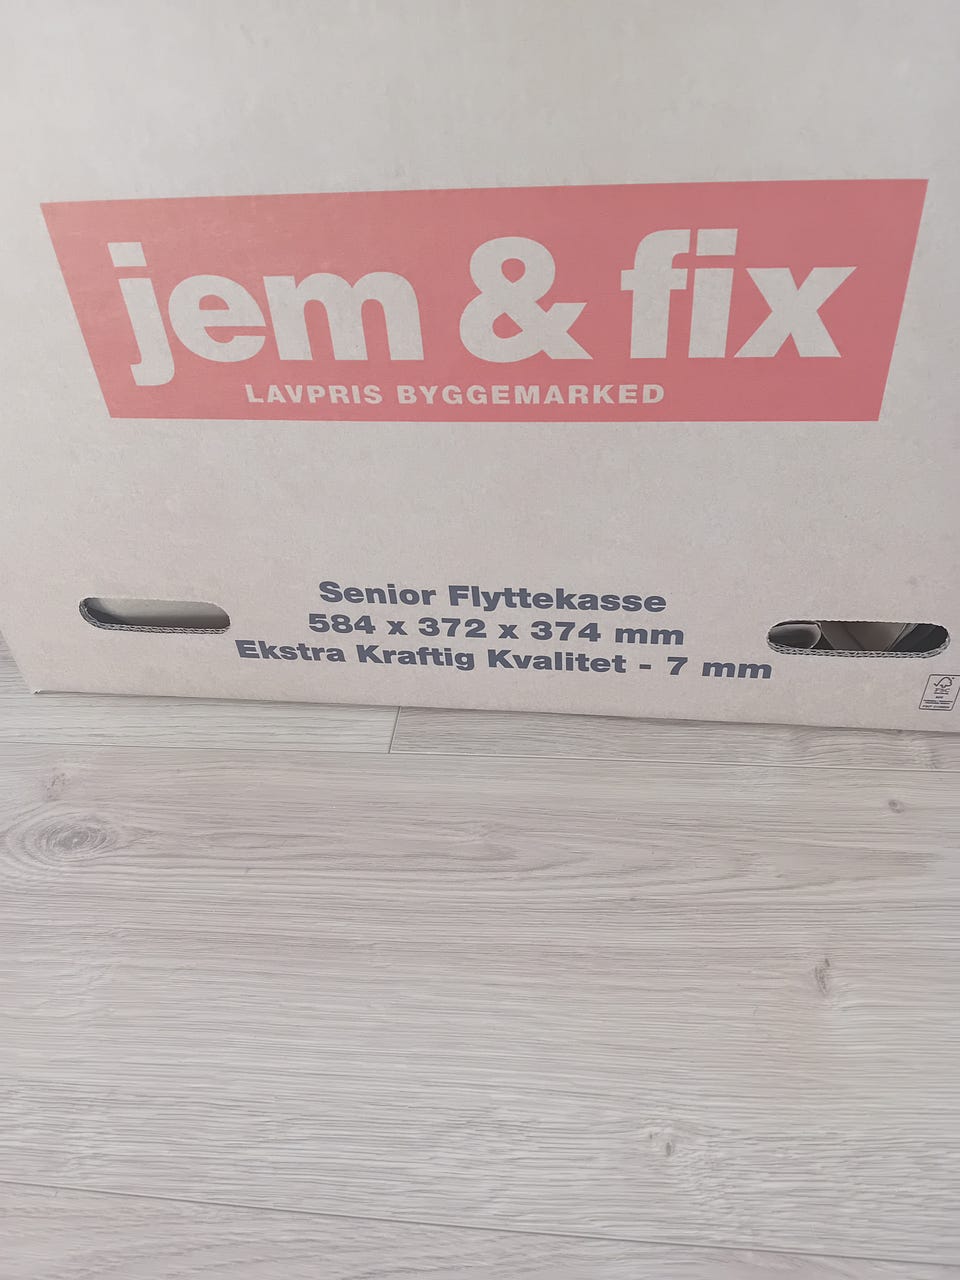 jem & fix
LAVPRIS BYGGEMARKED
Senior Flyttekasse
584 x 372 x 374 mm
Ekstra Kraftig Kvalitet - 7 mm